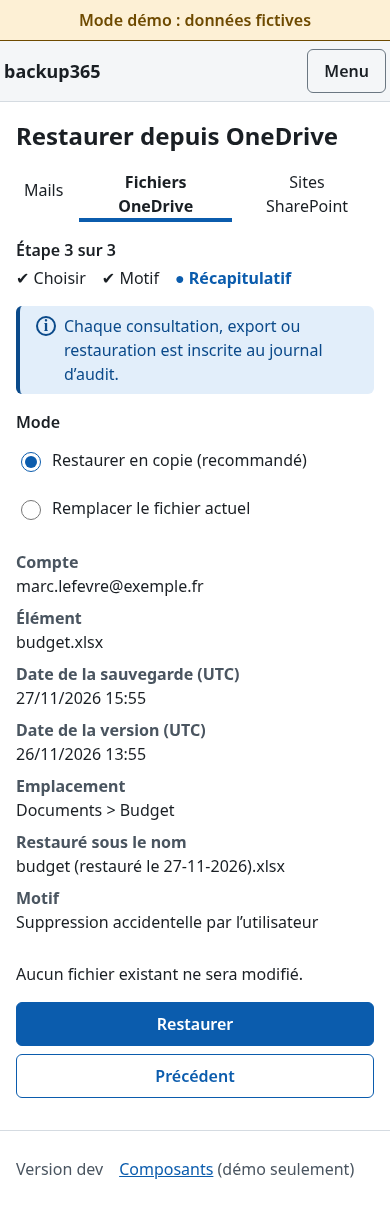 Mode démo : données fictives
backup365
Menu
Restaurer depuis OneDrive
Mails
Fichiers
OneDrive
Sites
SharePoint
Étape 3 sur 3
✔ Choisir ✔ Motif ● Récapitulatif
Chaque consultation, export ou
restauration est inscrite au journal
d’audit.
Mode
Restaurer en copie (recommandé)
Remplacer le fichier actuel
Compte
marc.lefevre@exemple.fr
Élément
budget.xlsx
Date de la sauvegarde (UTC)
27/11/2026 15:55
Date de la version (UTC)
26/11/2026 13:55
Emplacement
Documents > Budget
Restauré sous le nom
budget (restauré le 27-11-2026).xlsx
Motif
Suppression accidentelle par l’utilisateur
Aucun fichier existant ne sera modifié.
Restaurer
Précédent
Version dev Composants (démo seulement)